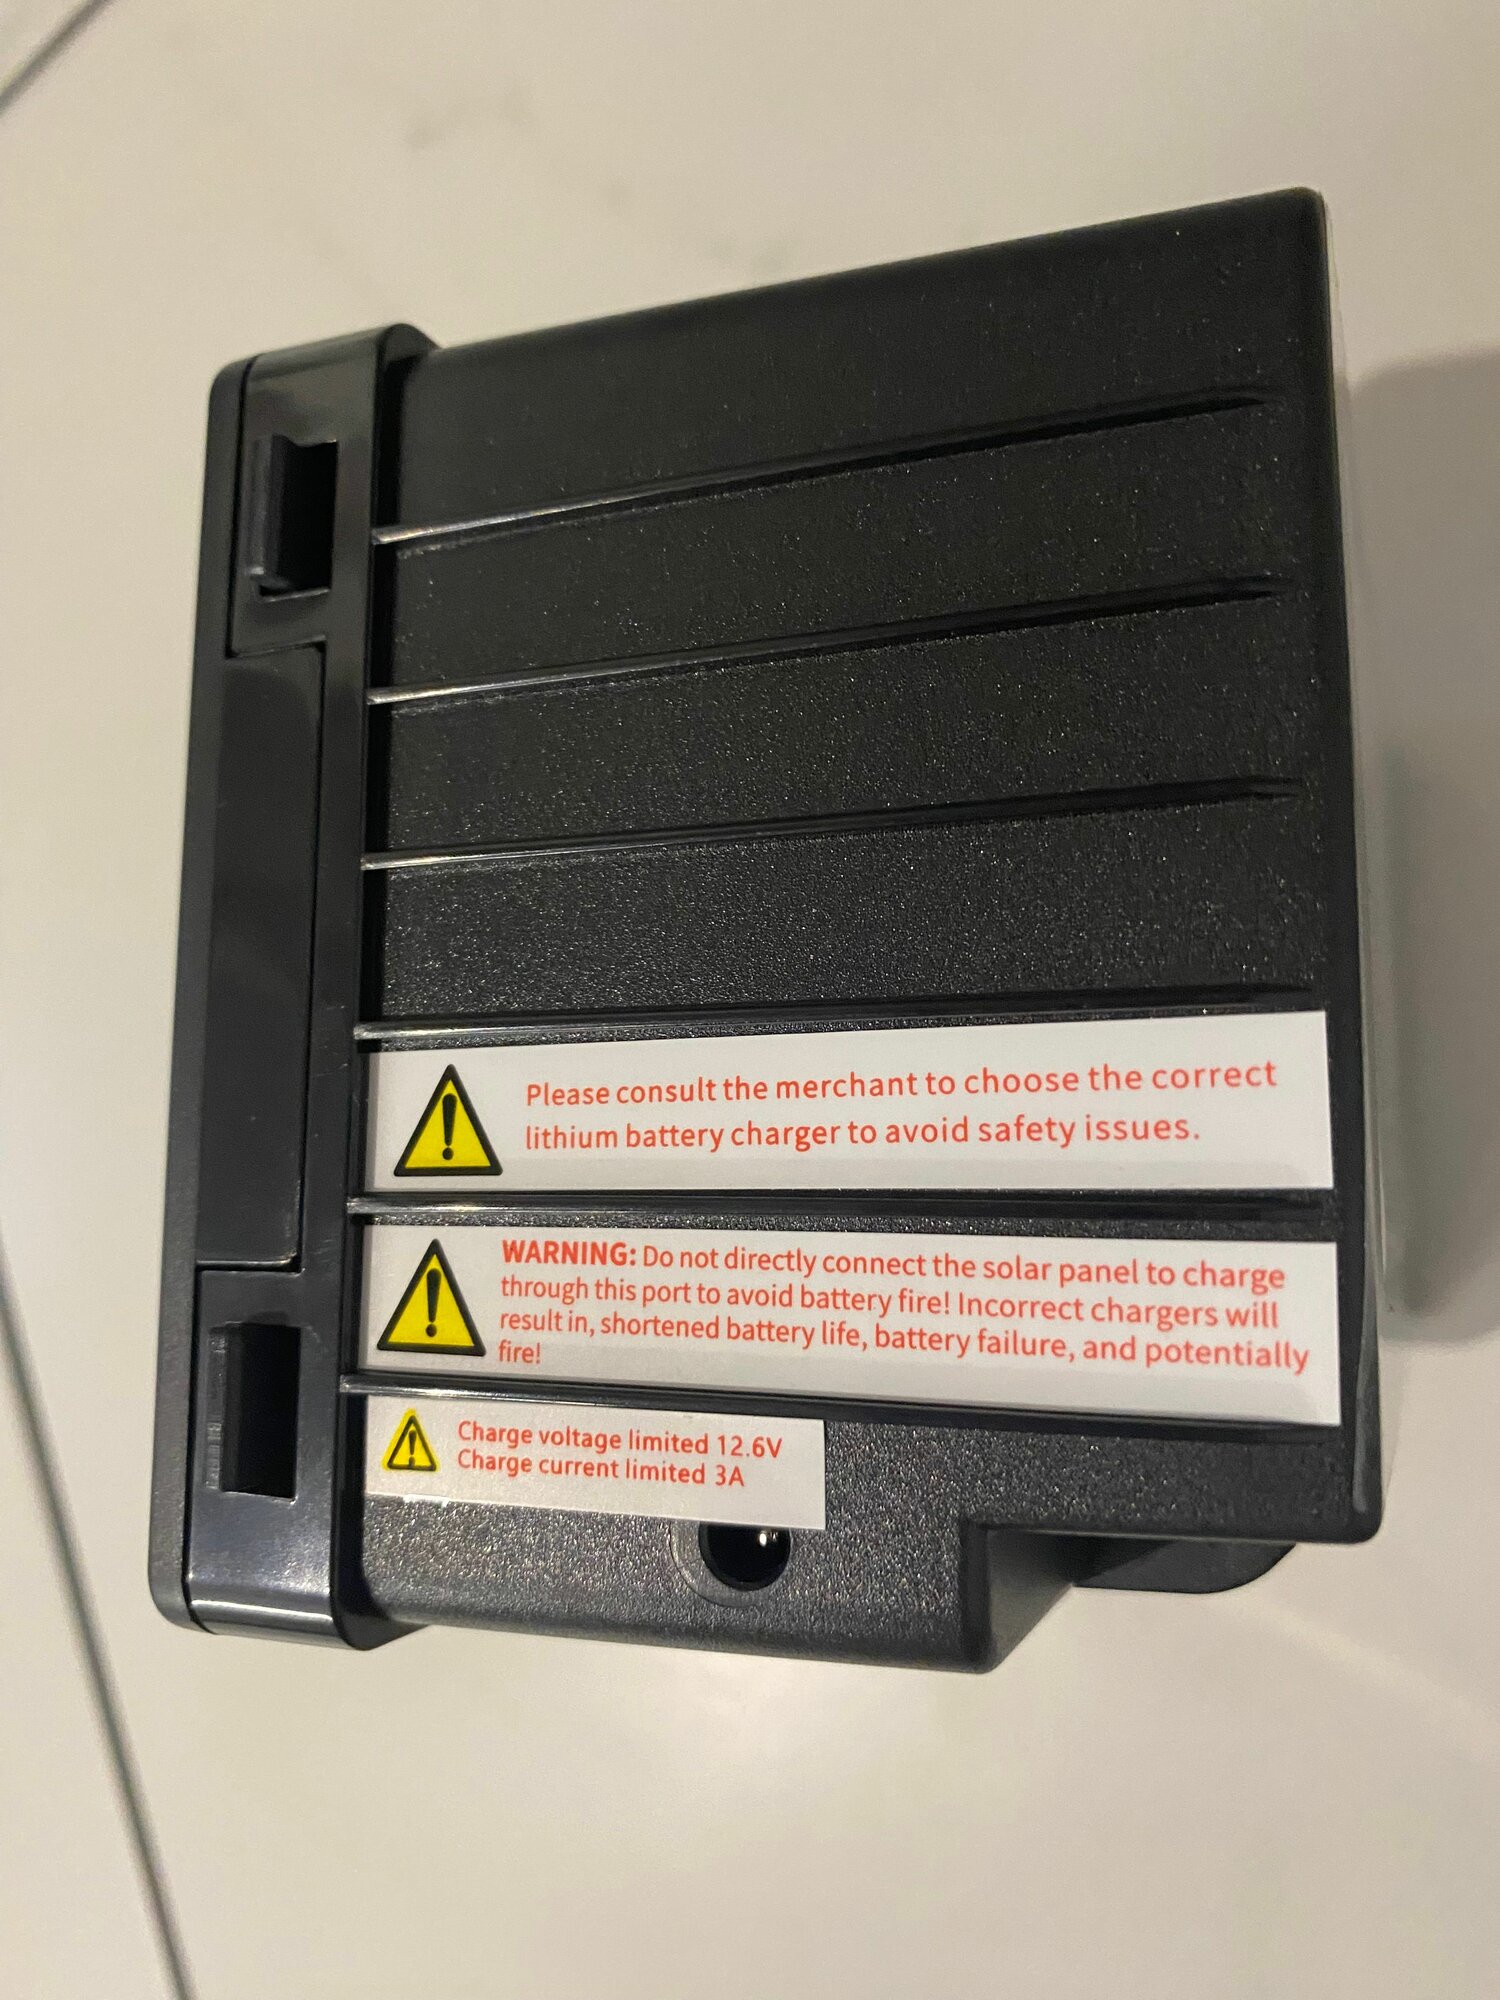 Please consult the merchant to choose the correct
lithium battery charger to avoid safety issues.
WARNING: Do not directly connect the solar panel to charge
through this port to avoid battery fire! Incorrect chargers will
result in, shortened battery life, battery failure, and potentially
fire!
Charge voltage limited 12.6V
Charge current limited 3A